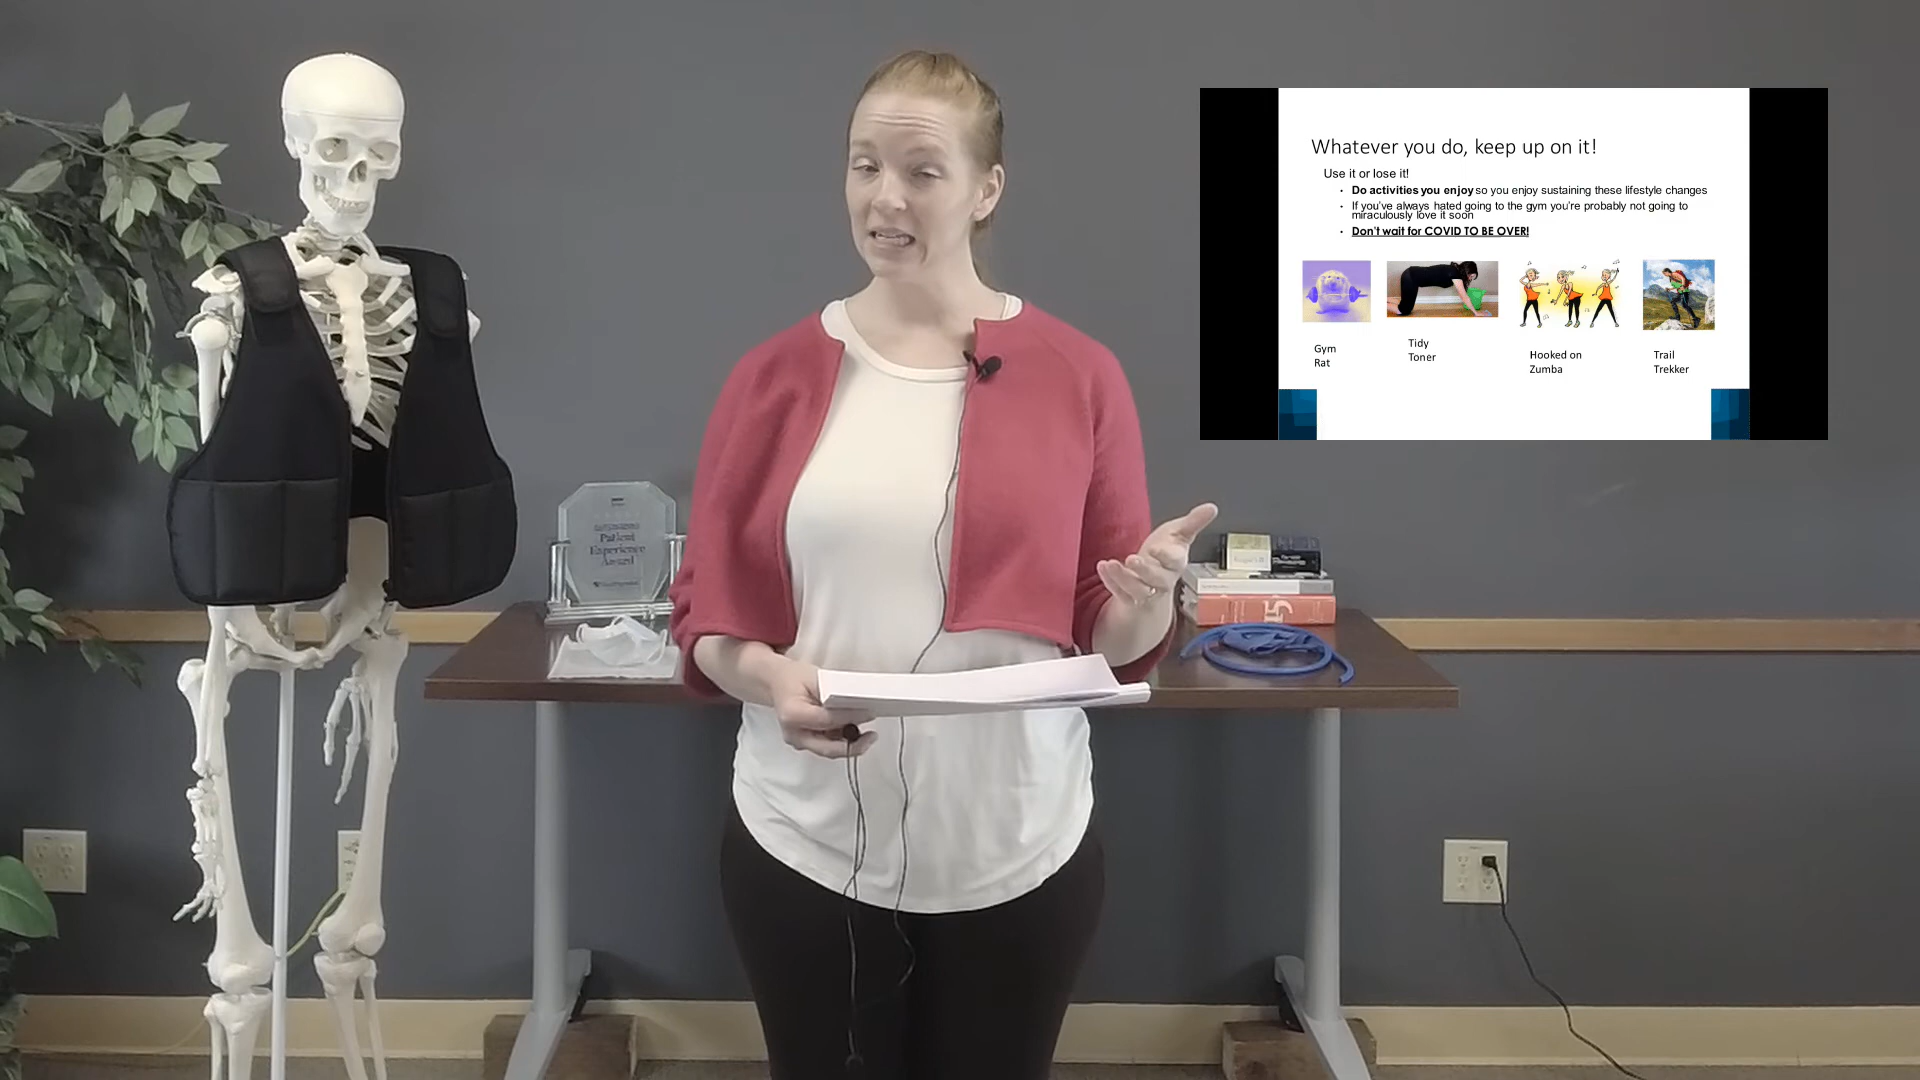 Whatever you do, keep up on it!
Use it or lose it!
• Do activities you enjoy so you enjoy sustaining these lifestyle changes
• If you've always hated going to the gym you're probably not going to
miraculously love it soon
• Don't wait for COVID TO BE OVER!
Gym
Rat
Tidy
Toner
Hooked on
Zumba
Trail
Trekker
Patient
Experience
Award